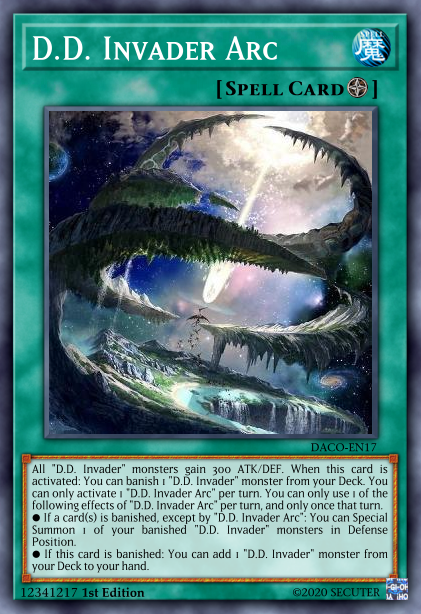 D.D. Invader Arc
魔
[Spell Card]
DACO-EN17
All "D.D. Invader" monsters gain 300 ATK/DEF. When this card is
activated: You can banish 1 "D.D. Invader" monster from your Deck. You
can only activate 1 "D.D. Invader Arc" per turn. You can only use 1 of the
following effects of "D.D. Invader Arc" per turn, and only once that turn.
● If a card(s) is banished, except by "D.D. Invader Arc": You can Special
Summon 1 of your banished "D.D. Invader" monsters in Defense
Position.
● If this card is banished: You can add 1 "D.D. Invader" monster from
your Deck to your hand.
12341217 1st Edition ©2020 SECUTER